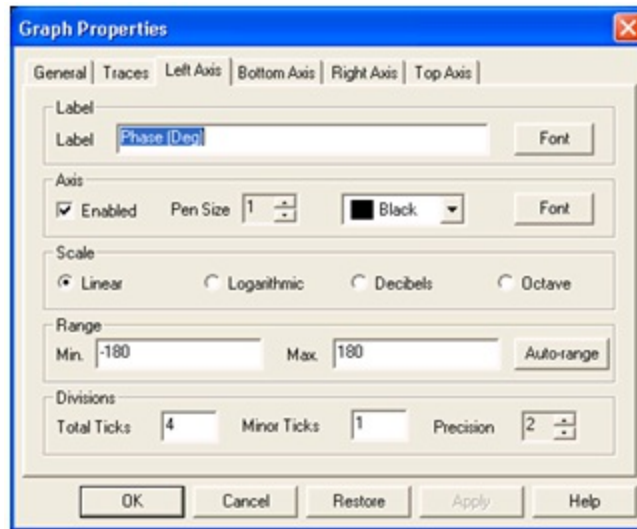 Graph Properties
General Traces Left Axis Bottom Axis Right Axis Top Axis
Label
Label Phase (Deg) Font
Axis
Enabled Pen Size 1 Black Font
Scale
Linear Logarithmic Decibels Octave
Range
Min. -180 Max. 180 Auto-range
Divisions
Total Ticks 4 Minor Ticks 1 Precision 2
OK Cancel Restore Apply Help